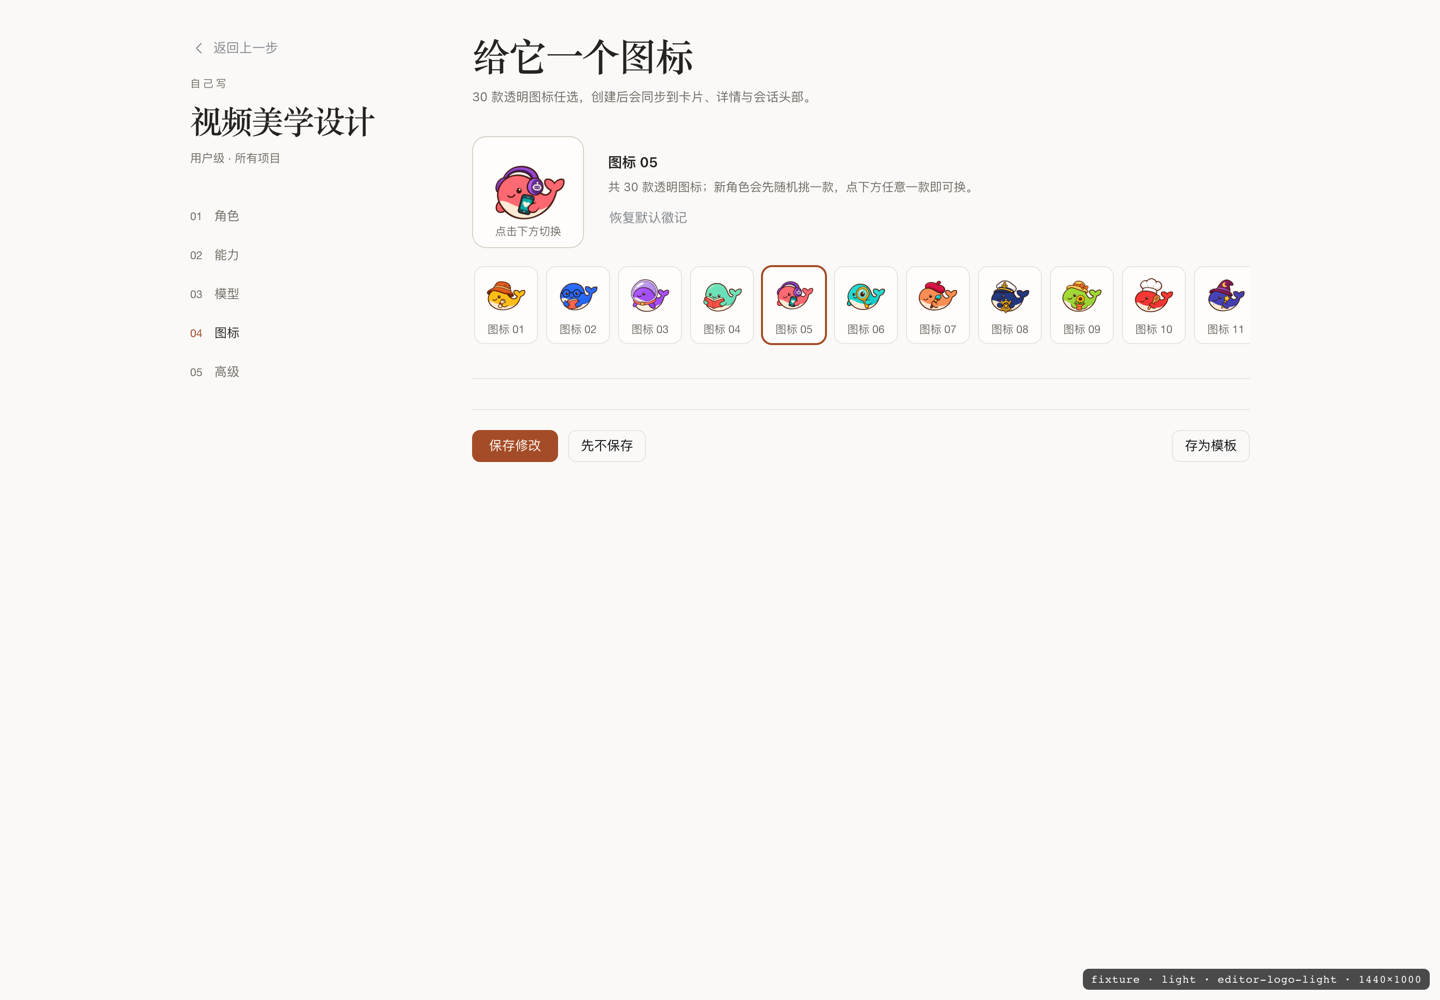 返回上一步
自己写
视频美学设计
用户级 · 所有项目
01 角色
02 能力
03 模型
04 图标
05 高级
给它一个图标
30 款透明图标任选，创建后会同步到卡片、详情与会话头部。
点击下方切换
图标 05
共 30 款透明图标；新角色会先随机挑一款，点下方任意一款即可换。
恢复默认徽记
图标 01
图标 02
图标 03
图标 04
图标 05
图标 06
图标 07
图标 08
图标 09
图标 10
图标 11
保存修改
先不保存
存为模板
fixture · light · editor-logo-light · 1440×1000